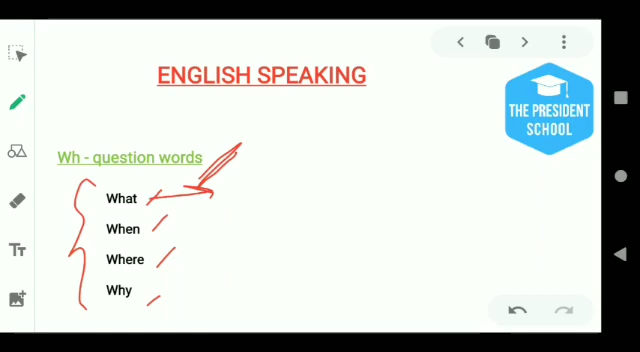 ENGLISH SPEAKING
THE PRESIDENT
SCHOOL
Wh - question words
What
When
Where
Why